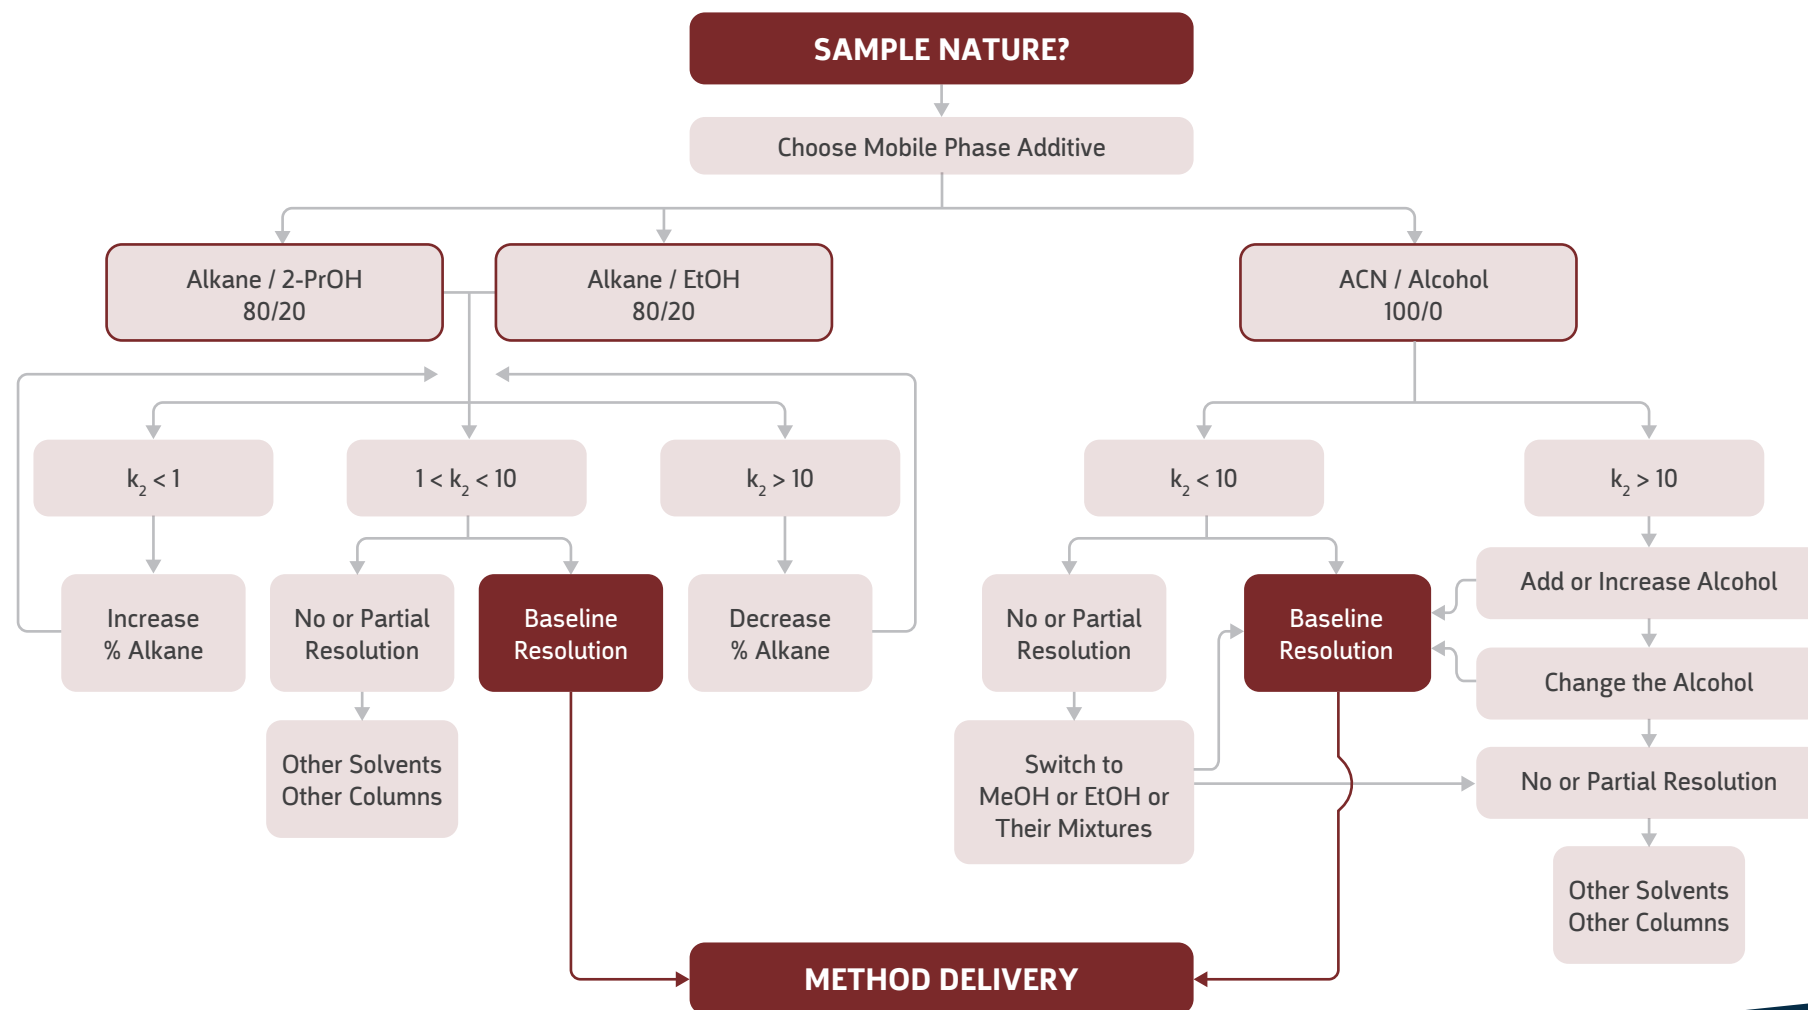 SAMPLE NATURE?
Choose Mobile Phase Additive
Alkane / 2-PrOH
80/20
Alkane / EtOH
80/20
ACN / Alcohol
100/0
k₂ < 1
1 < k₂ < 10
k₂ > 10
k₂ < 10
k₂ > 10
Increase
% Alkane
No or Partial
Resolution
Baseline
Resolution
Decrease
% Alkane
No or Partial
Resolution
Baseline
Resolution
Add or Increase Alcohol
Change the Alcohol
Other Solvents
Other Columns
Switch to
MeOH or EtOH or
Their Mixtures
No or Partial Resolution
Other Solvents
Other Columns
METHOD DELIVERY